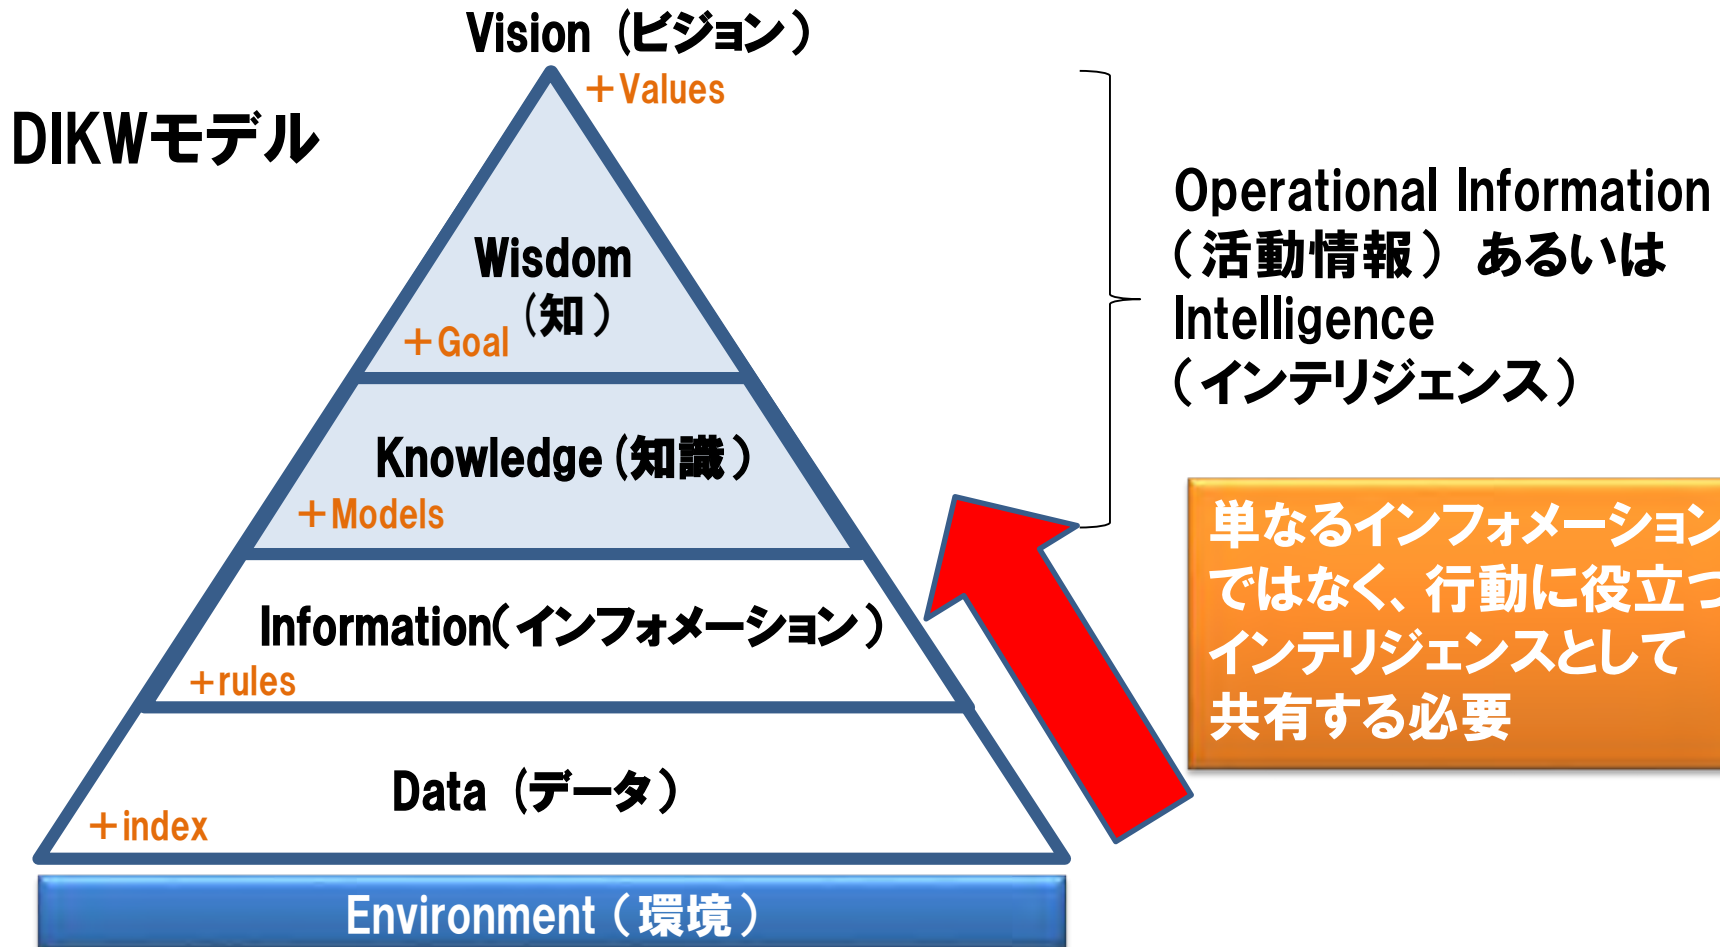 Vision (ビジョン)
+Values
DIKWモデル
Wisdom
(知)
+Goal
Knowledge (知識)
+Models
Information(インフォメーション)
+rules
Data (データ)
+index
Environment (環境)
Operational Information
(活動情報) あるいは
Intelligence
(インテリジェンス)
単なるインフォメーション
ではなく、行動に役立つ
インテリジェンスとして
共有する必要